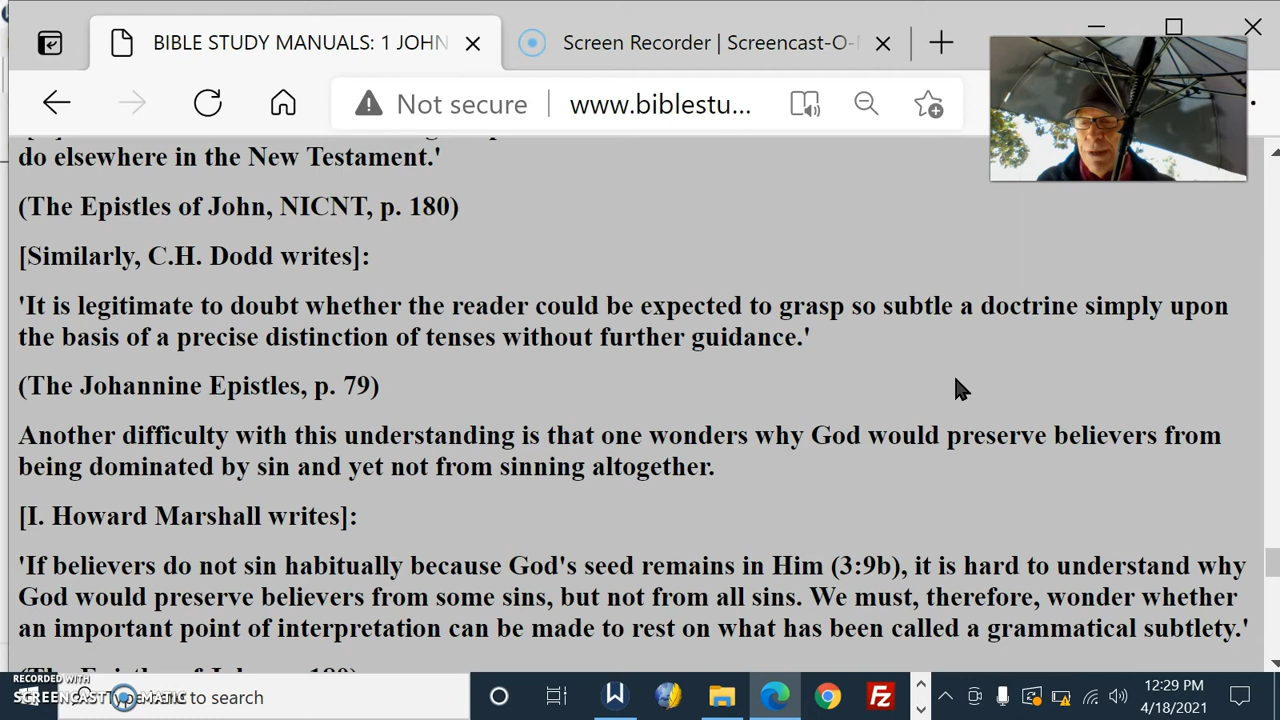 BIBLE STUDY MANUALS: 1 JOHN
Screen Recorder | Screencast-O-
Not secure
www.biblestu...
do elsewhere in the New Testament.'
(The Epistles of John, NICNT, p. 180)
[Similarly, C.H. Dodd writes]:
'It is legitimate to doubt whether the reader could be expected to grasp so subtle a doctrine simply upon
the basis of a precise distinction of tenses without further guidance.'
(The Johannine Epistles, p. 79)
Another difficulty with this understanding is that one wonders why God would preserve believers from
being dominated by sin and yet not from sinning altogether.
[I. Howard Marshall writes]:
'If believers do not sin habitually because God's seed remains in Him (3:9b), it is hard to understand why
God would preserve believers from some sins, but not from all sins. We must, therefore, wonder whether
an important point of interpretation can be made to rest on what has been called a grammatical subtlety.'
RECORDED WITH
SCREENCAST-O-MATIC
Type here to search
12:29 PM
4/18/2021